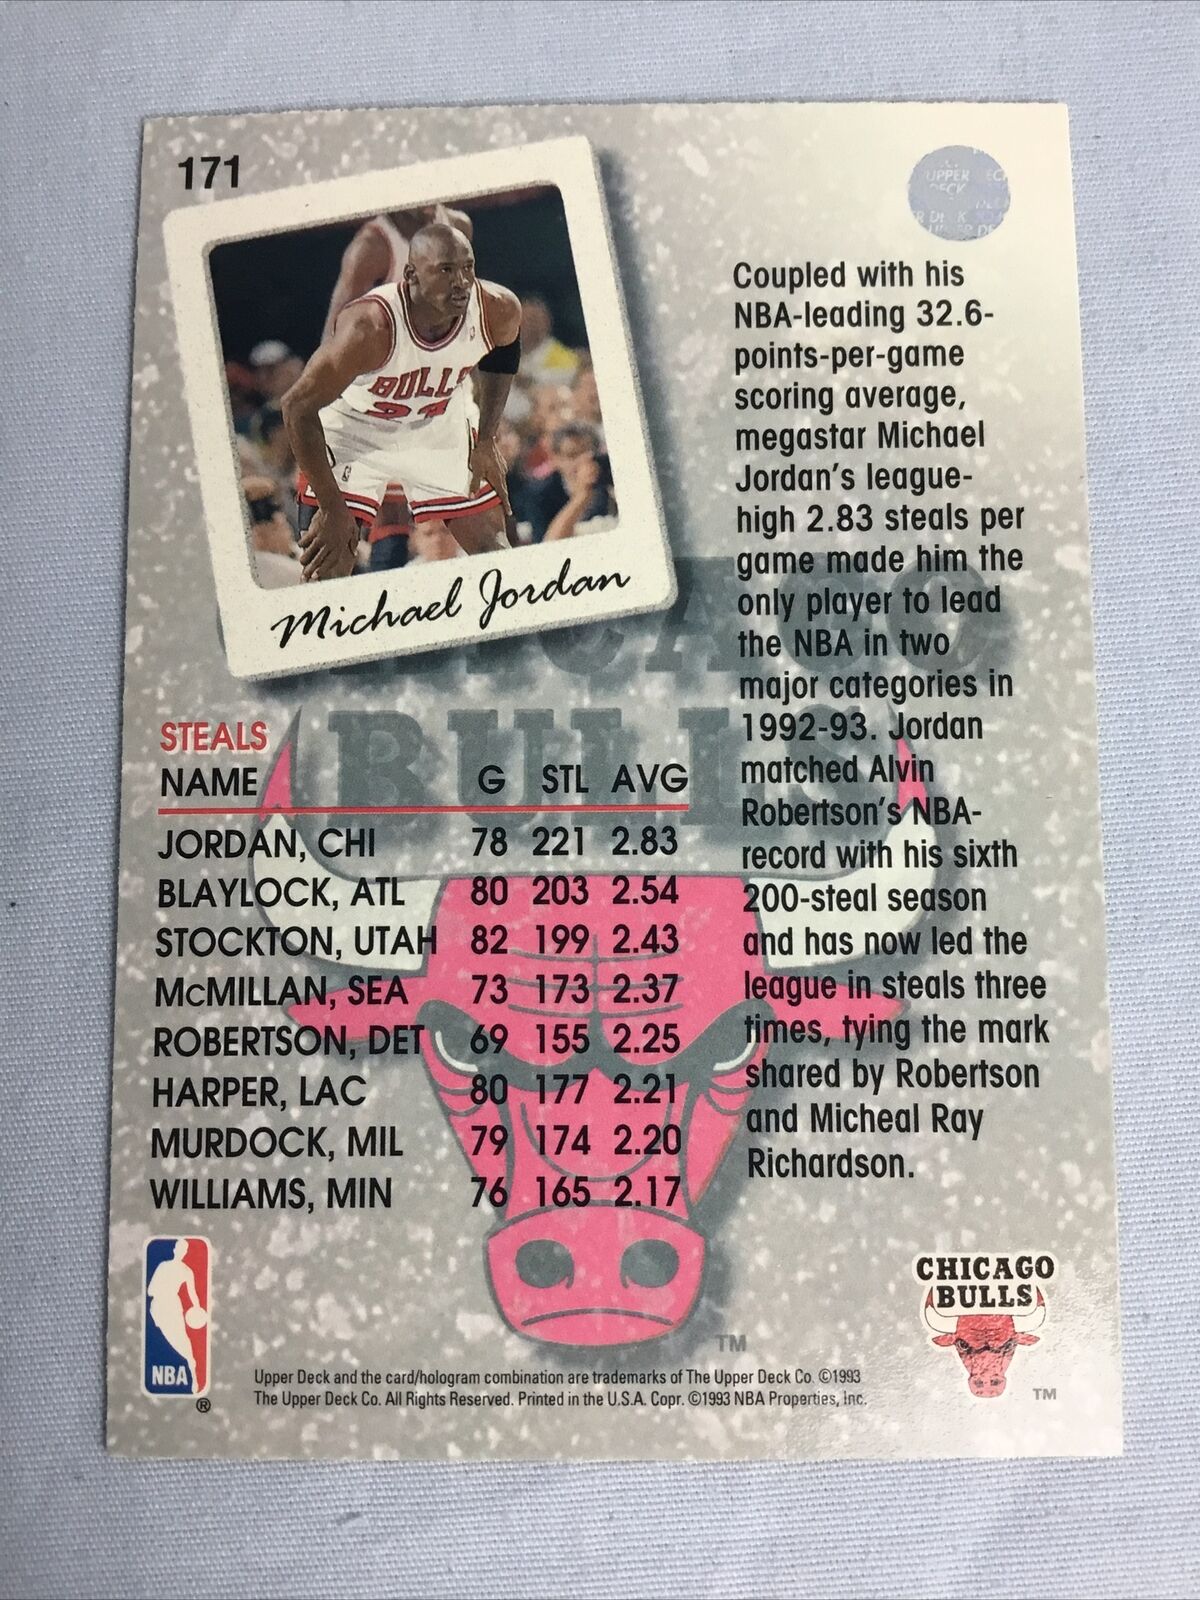 171
UPPER DECK
BULLS
23
Michael Jordan
Coupled with his
NBA-leading 32.6-
points-per-game
scoring average,
megastar Michael
Jordan's league-
high 2.83 steals per
game made him the
only player to lead
the NBA in two
major categories in
1992-93. Jordan
matched Alvin
Robertson's NBA-
record with his sixth
200-steal season
and has now led the
league in steals three
times, tying the mark
shared by Robertson
and Micheal Ray
Richardson.
CHICAGO
BULLS
STEALS
NAME G STL AVG
JORDAN, CHI 78 221 2.83
BLAYLOCK, ATL 80 203 2.54
STOCKTON, UTAH 82 199 2.43
McMILLAN, SEA 73 173 2.37
ROBERTSON, DET 69 155 2.25
HARPER, LAC 80 177 2.21
MURDOCK, MIL 79 174 2.20
WILLIAMS, MIN 76 165 2.17
TM
NBA
®
Upper Deck and the card/hologram combination are trademarks of The Upper Deck Co. ©1993
The Upper Deck Co. All Rights Reserved. Printed in the U.S.A. Copr. ©1993 NBA Properties, Inc.
CHICAGO
BULLS
TM